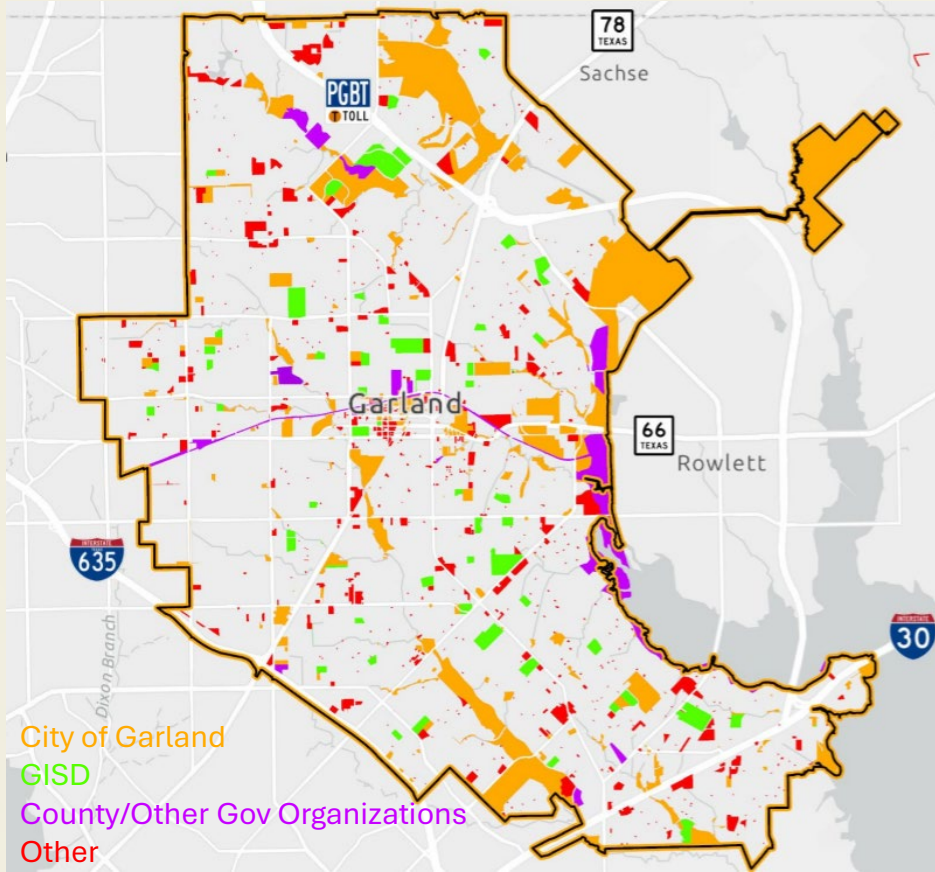 78
TEXAS
Sachse
PGBT
T TOLL
Garland
66
TEXAS
Rowlett
INTERSTATE
635
INTERSTATE
30
Dixon Branch
City of Garland
GISD
County/Other Gov Organizations
Other